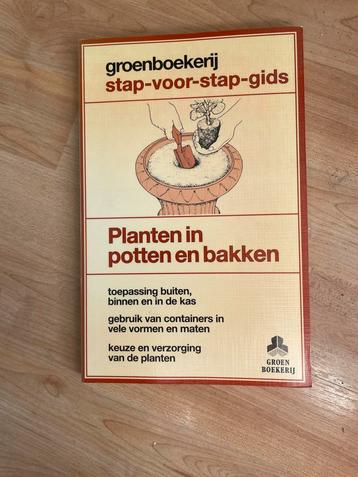 groenboekerij
stap-voor-stap-gids
Planten in
potten en bakken
toepassing buiten,
binnen en in de kas
gebruik van containers in
vele vormen en maten
keuze en verzorging
van de planten
GROEN
BOEKERIJ